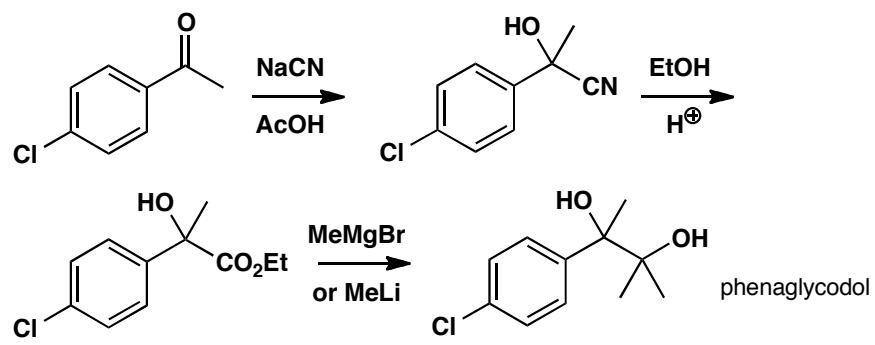 O
HO
NaCN
EtOH
CN
AcOH
H⊕
Cl
Cl
HO
HO
MeMgBr
OH
CO₂Et
or MeLi
phenaglycodol
Cl
Cl